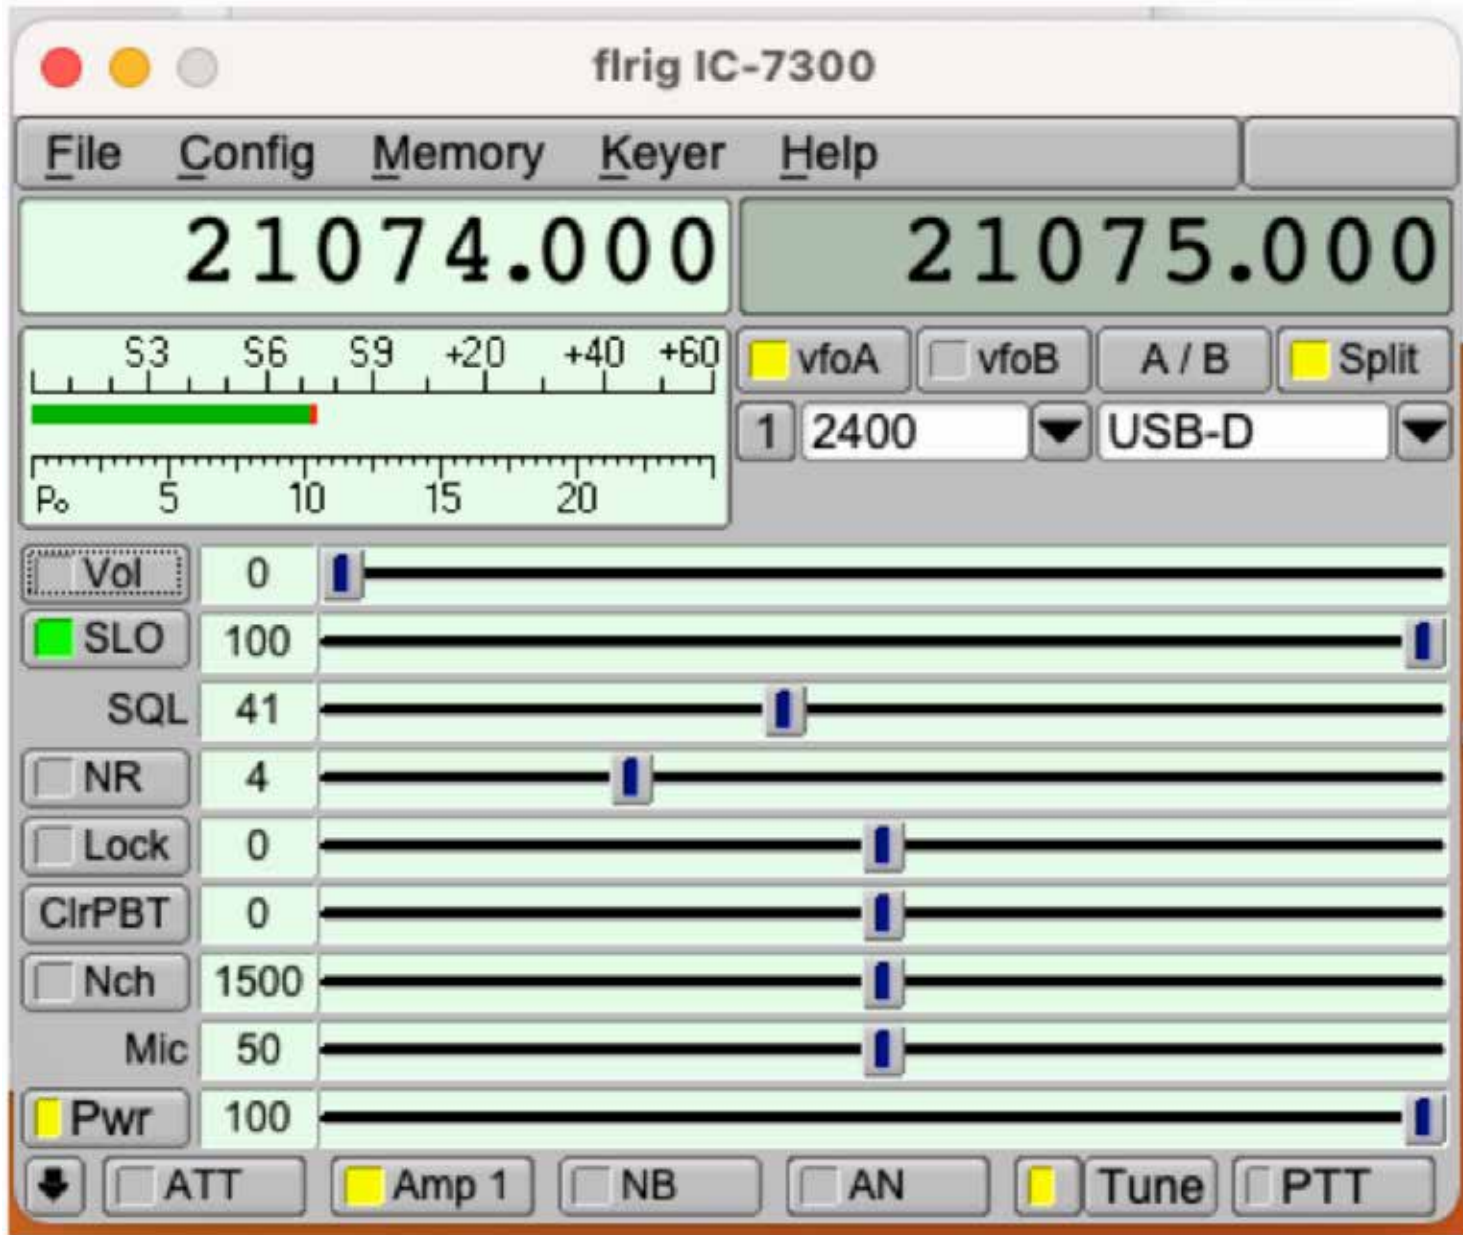 flrig IC-7300
File Config Memory Keyer Help
21074.000 21075.000
S3 S6 S9 +20 +40 +60
vfoA vfoB A / B Split
1 2400 USB-D
Po 5 10 15 20
Vol 0
SLO 100
SQL 41
NR 4
Lock 0
ClrPBT 0
Nch 1500
Mic 50
Pwr 100
ATT Amp 1 NB AN Tune PTT